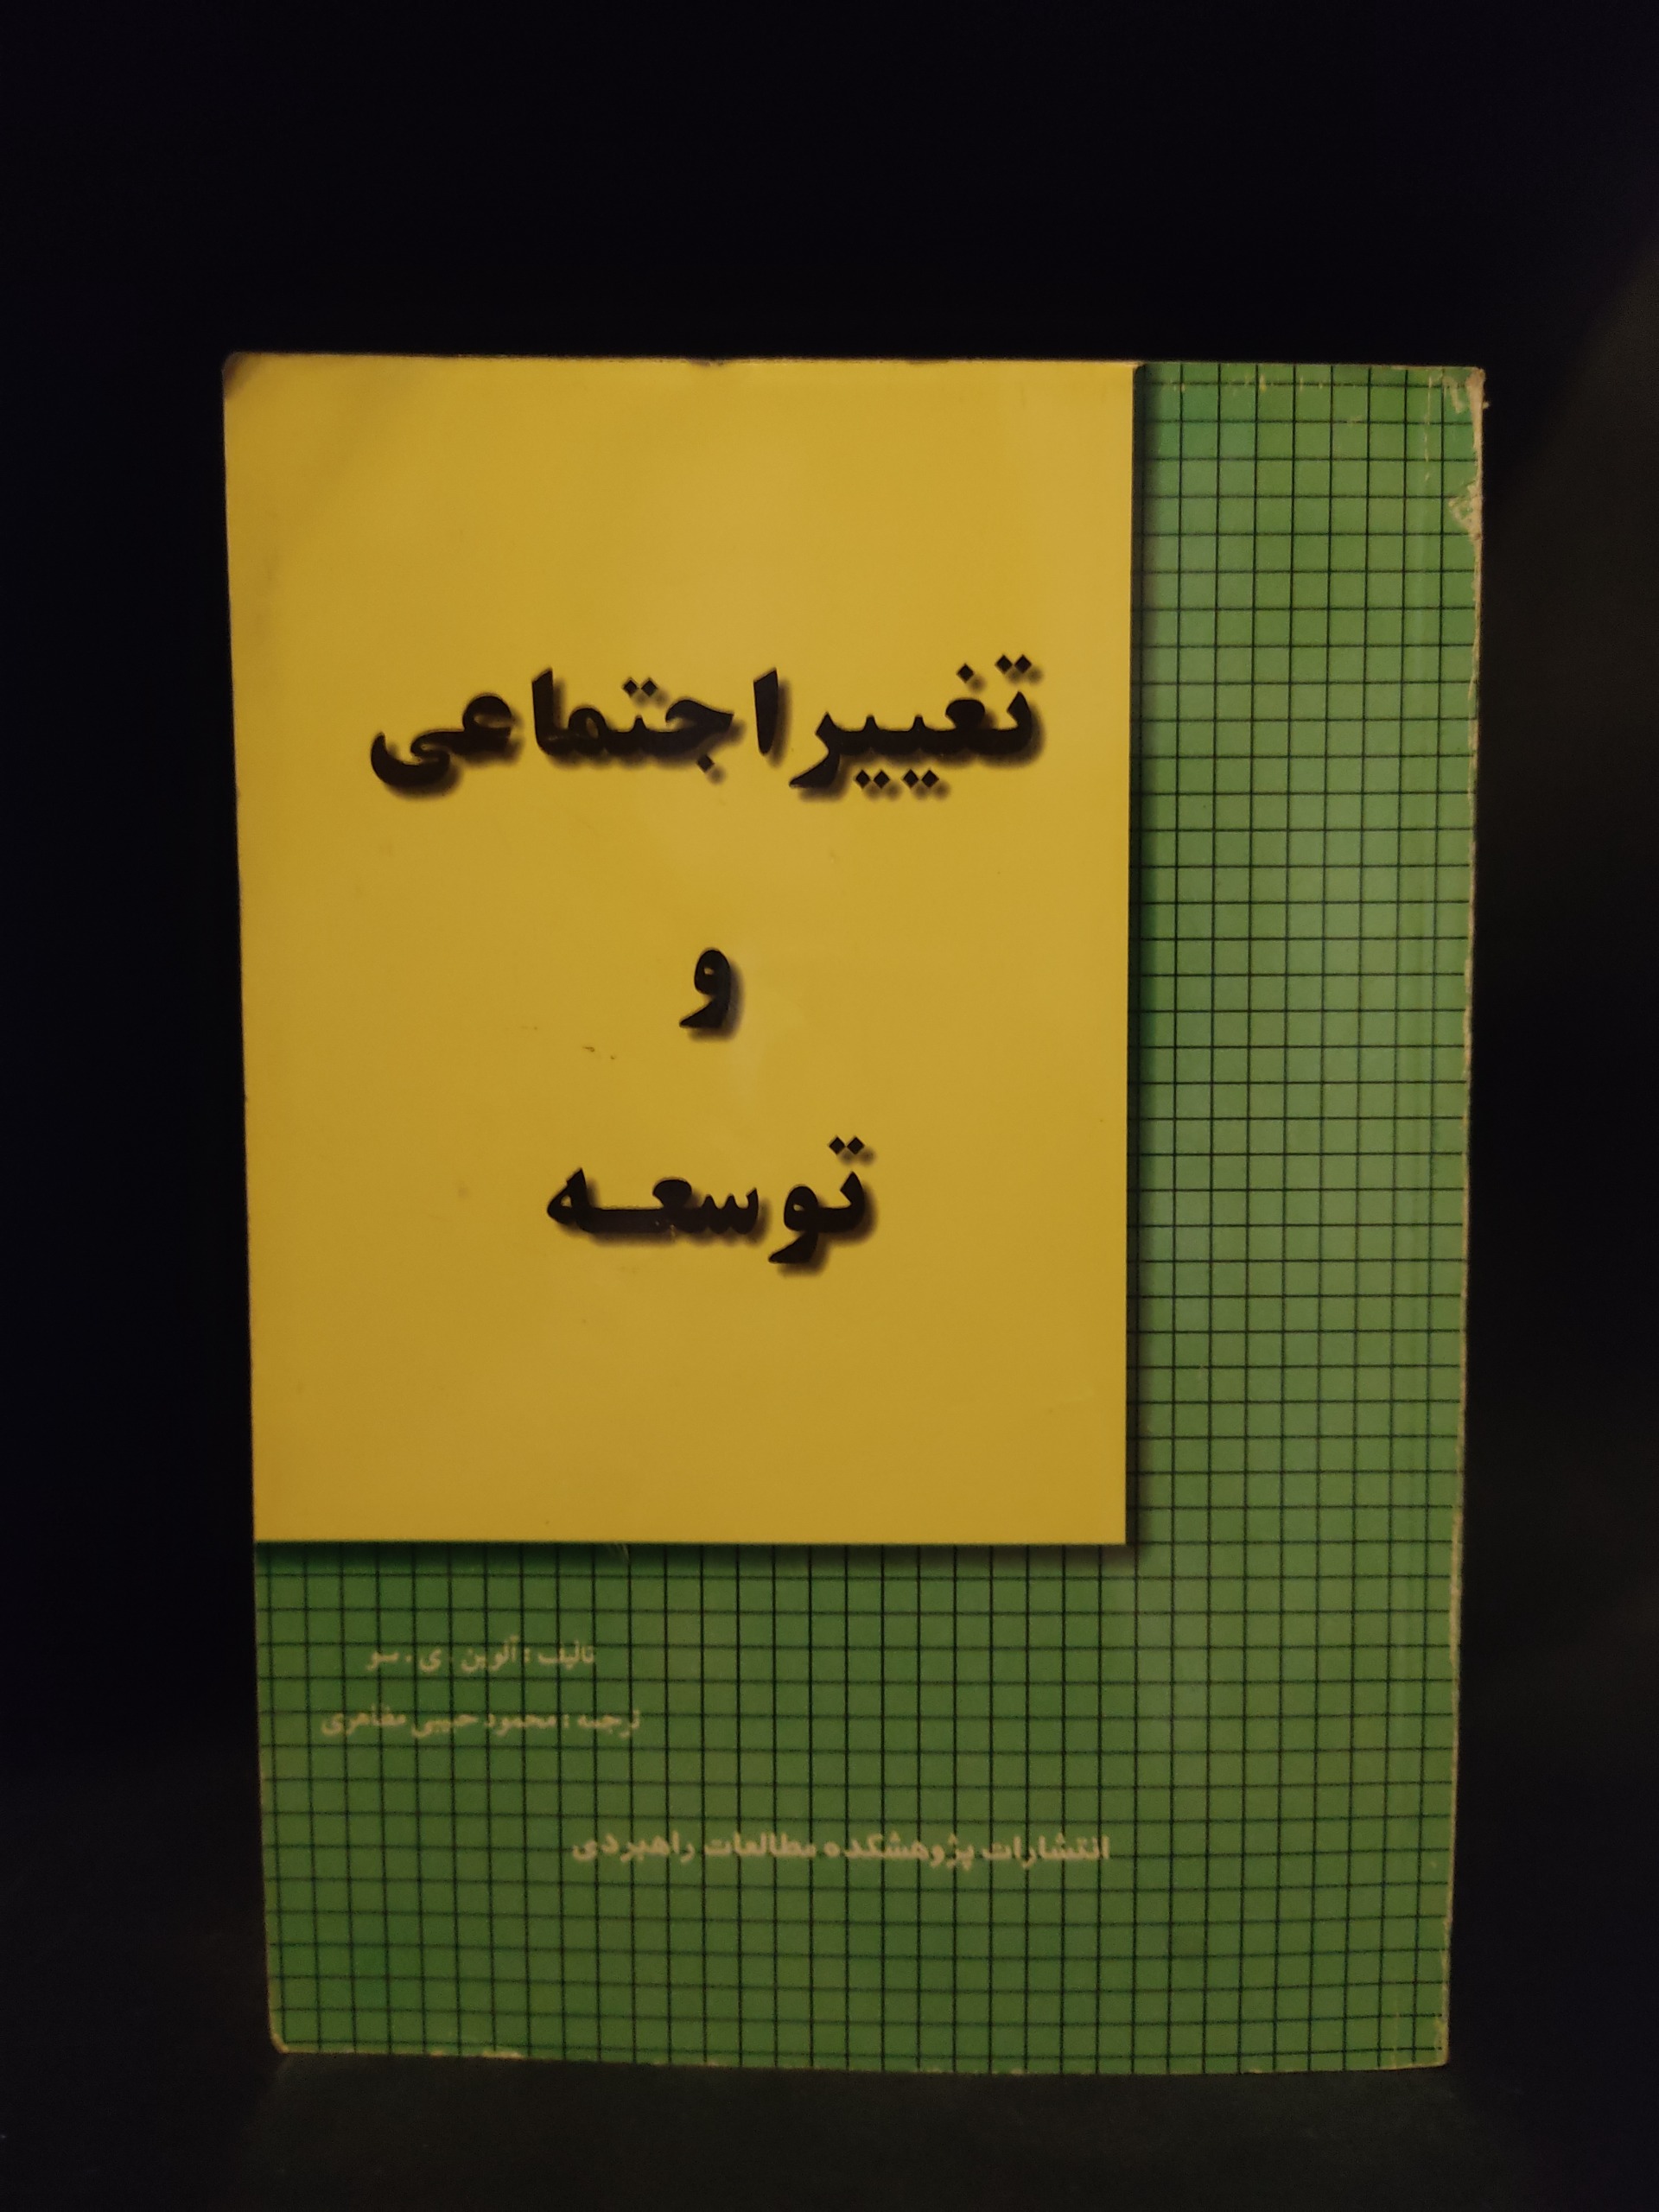 تغییر اجتماعی
و
توسعه
تالیف : آلوین . ی . سو
ترجمه : محمود حبیبی مظاهری
انتشارات پژوهشکده مطالعات راهبردی